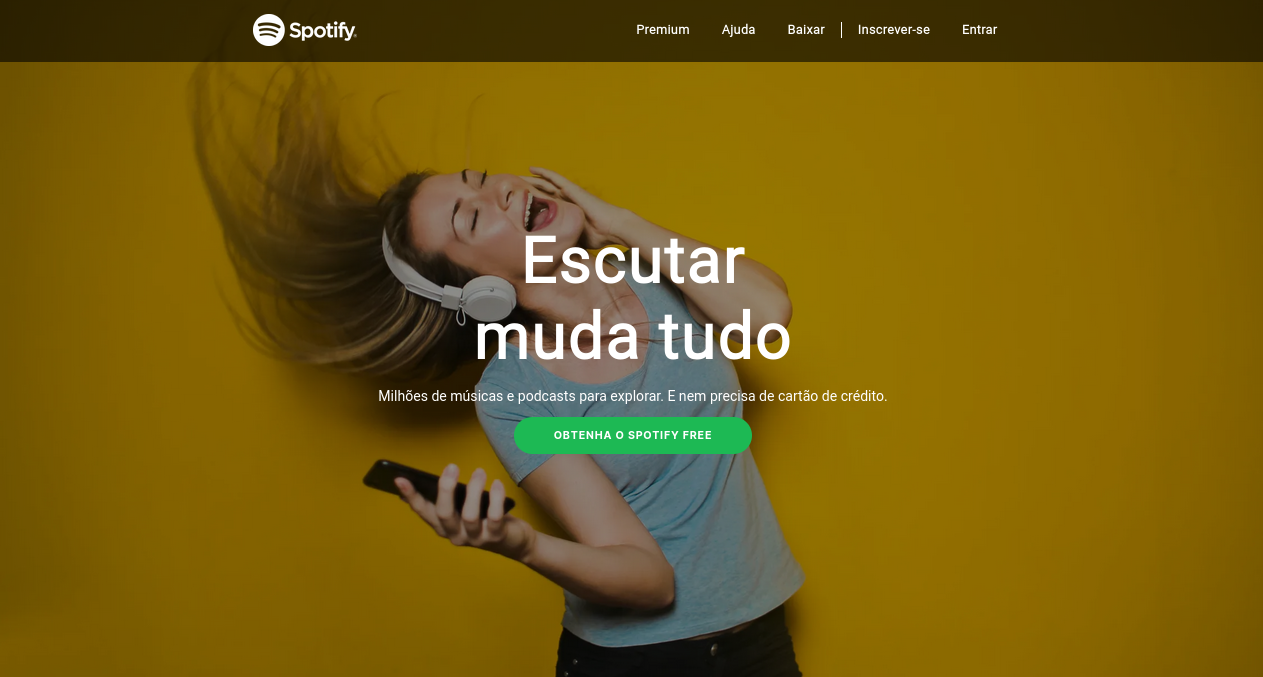 Spotify
Premium Ajuda Baixar Inscrever-se Entrar
Escutar
muda tudo
Milhões de músicas e podcasts para explorar. E nem precisa de cartão de crédito.
OBTENHA O SPOTIFY FREE